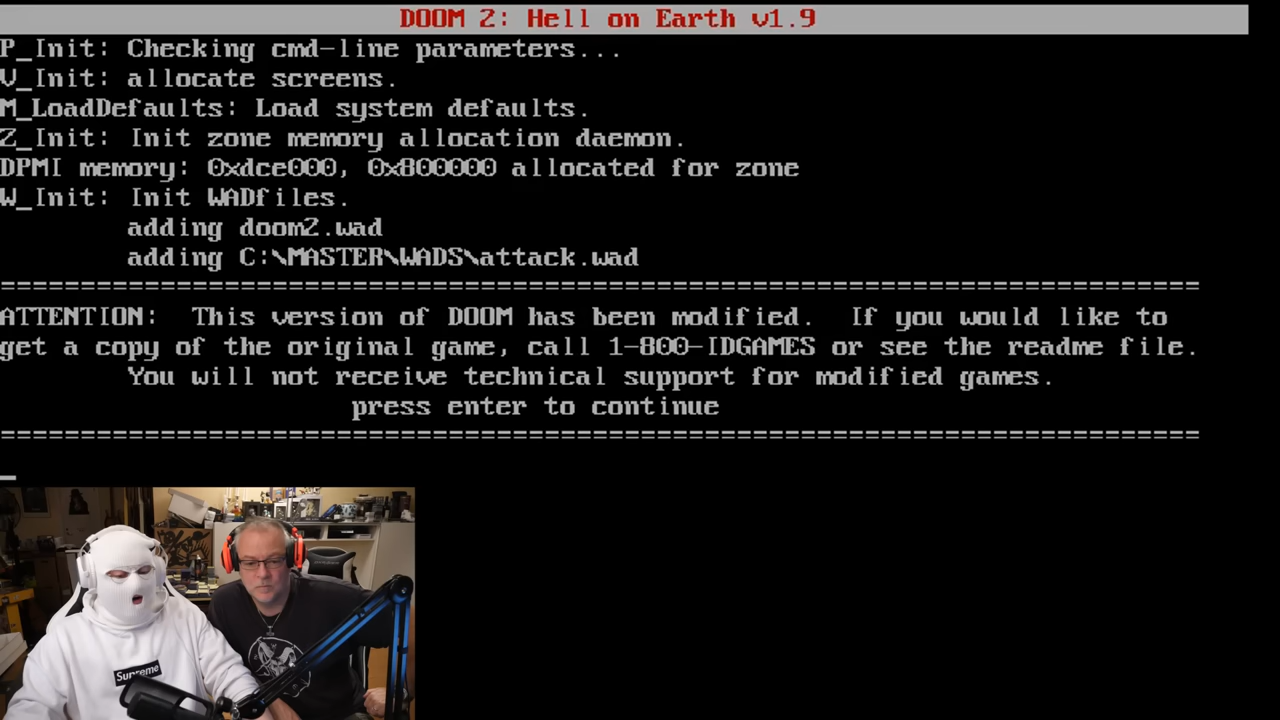 DOOM 2: Hell on Earth v1.9
P_Init: Checking cmd-line parameters...
V_Init: allocate screens.
M_LoadDefaults: Load system defaults.
Z_Init: Init zone memory allocation daemon.
DPMI memory: 0xdce000, 0x800000 allocated for zone
W_Init: Init WADfiles.
adding doom2.wad
adding C:\MASTER\WADS\attack.wad
===========================================================================
ATTENTION:  This version of DOOM has been modified.  If you would like to
get a copy of the original game, call 1-800-IDGAMES or see the readme file.
You will not receive technical support for modified games.
press enter to continue
===========================================================================
_
Supreme